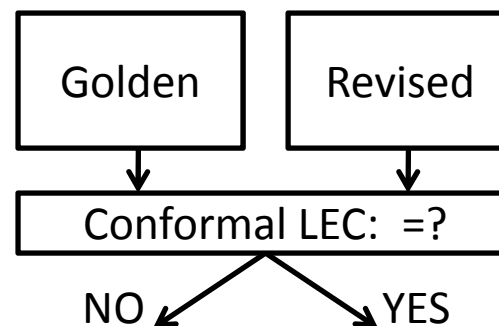 Golden
Revised
Conformal LEC:  =?
NO
YES